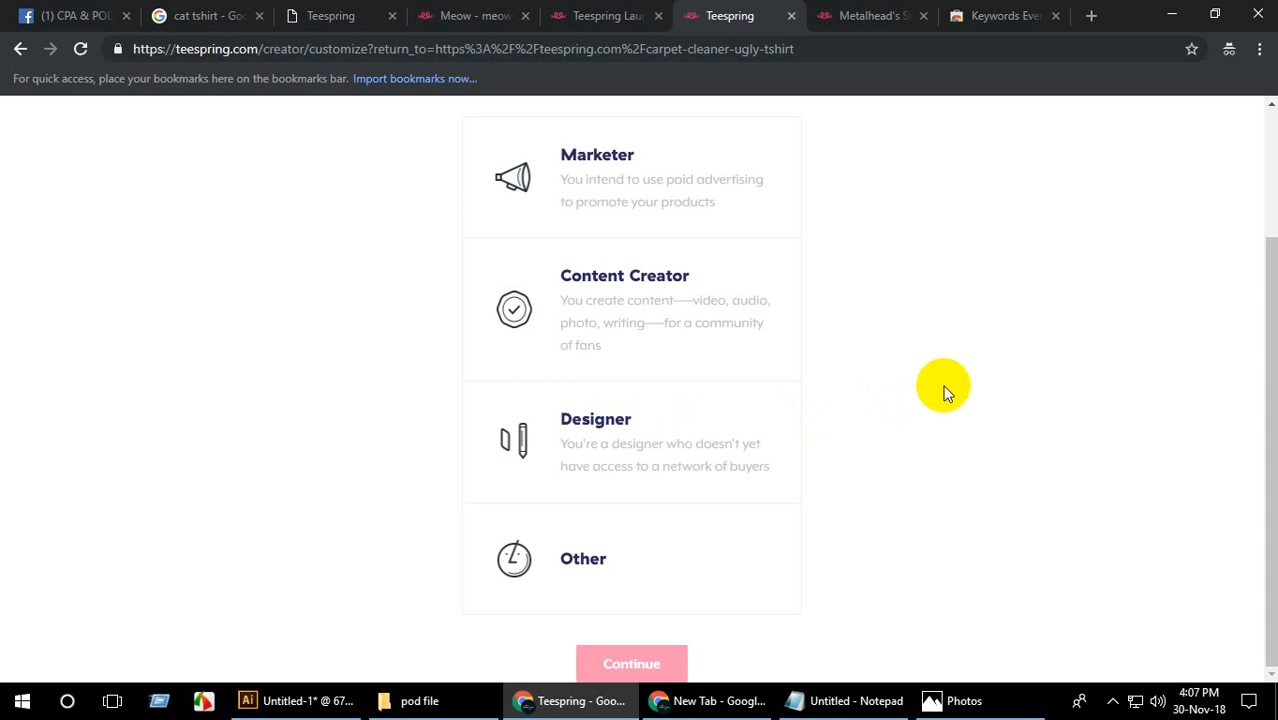 (1) CPA & POD
cat tshirt - Goo
Teespring
Meow - meow
Teespring Lau
Teespring
Metalhead's S
Keywords Ever
https://teespring.com/creator/customize?return_to=https%3A%2F%2Fteespring.com%2Fcarpet-cleaner-ugly-tshirt
For quick access, place your bookmarks here on the bookmarks bar. Import bookmarks now...
Marketer
You intend to use paid advertising
to promote your products
Content Creator
You create content—video, audio,
photo, writing—for a community
of fans
Designer
You're a designer who doesn't yet
have access to a network of buyers
Other
Continue
Ai Untitled-1* @ 67...
pod file
Teespring - Goo...
New Tab - Googl...
Untitled - Notepad
Photos
4:07 PM
30-Nov-18